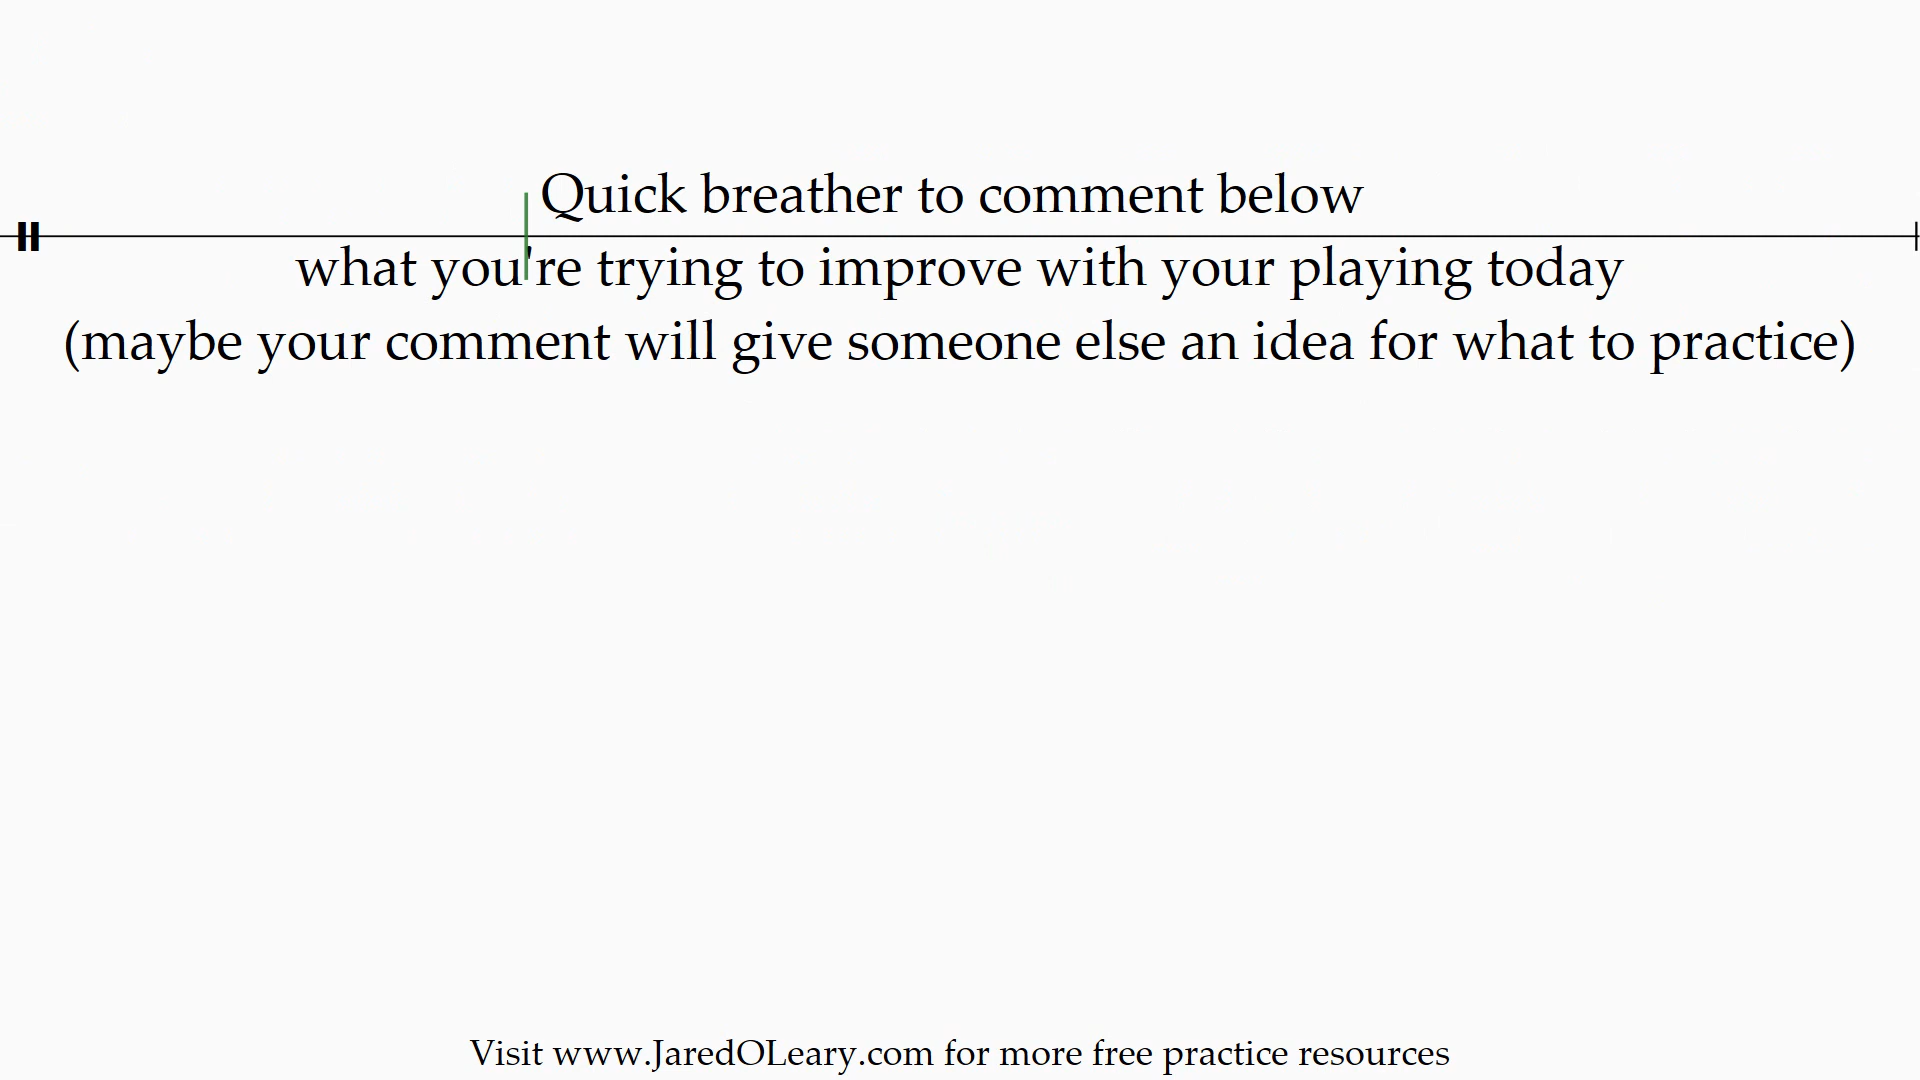 Quick breather to comment below
what you're trying to improve with your playing today
(maybe your comment will give someone else an idea for what to practice)
Visit www.JaredOLeary.com for more free practice resources